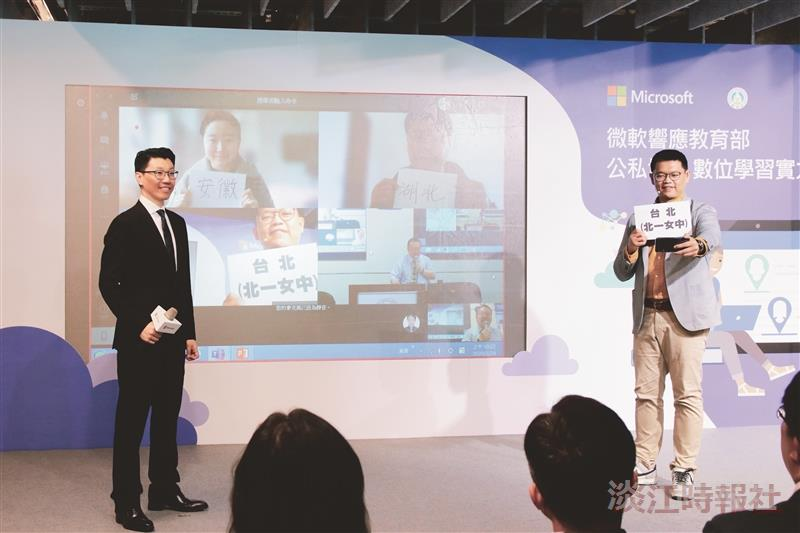 Microsoft
微軟響應教育部
公私
數位學習實
安徽
湖北
台北
(北一女中)
台北
(北一女中)
淡江時報社